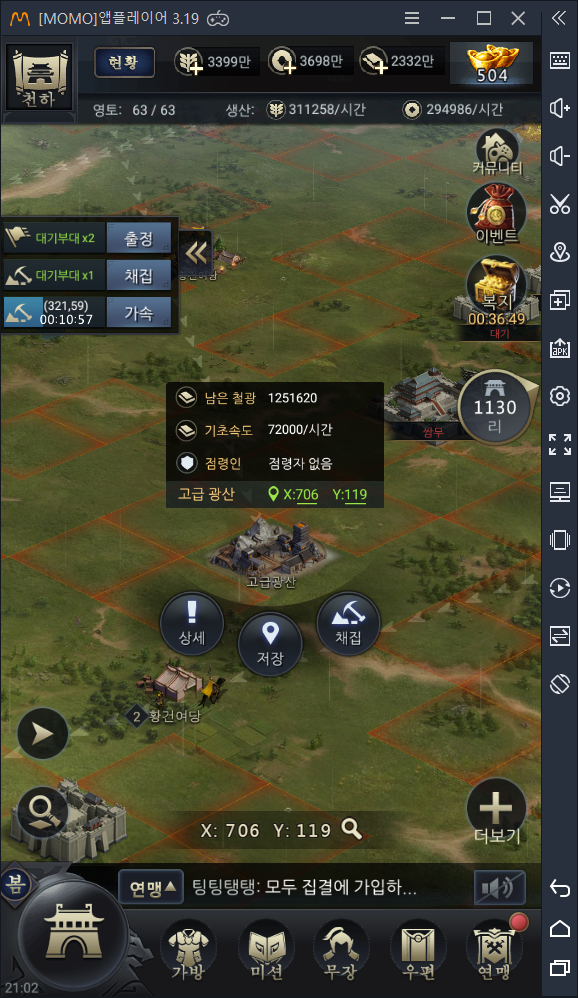 [MOMO]앱플레이어 3.19
천하
현황
3399만
3698만
2332만
504
영토: 63 / 63
생산: 311258/시간
294986/시간
커뮤니티
대기부대 x2
출정
이벤트
대기부대 x1
채집
(321,59)
00:10:57
가속
복지
00:36:49
대기
APK
남은 철광 1251620
기초속도 72000/시간
점령인 점령자 없음
고급 광산 X:706 Y:119
1130
리
쌈무
고급광산
상세
저장
채집
2 황건여당
X: 706 Y: 119
더보기
봄
연맹
팅팅탱탱: 모두 집결에 가입하...
가방
미션
무장
우편
연맹
21:02